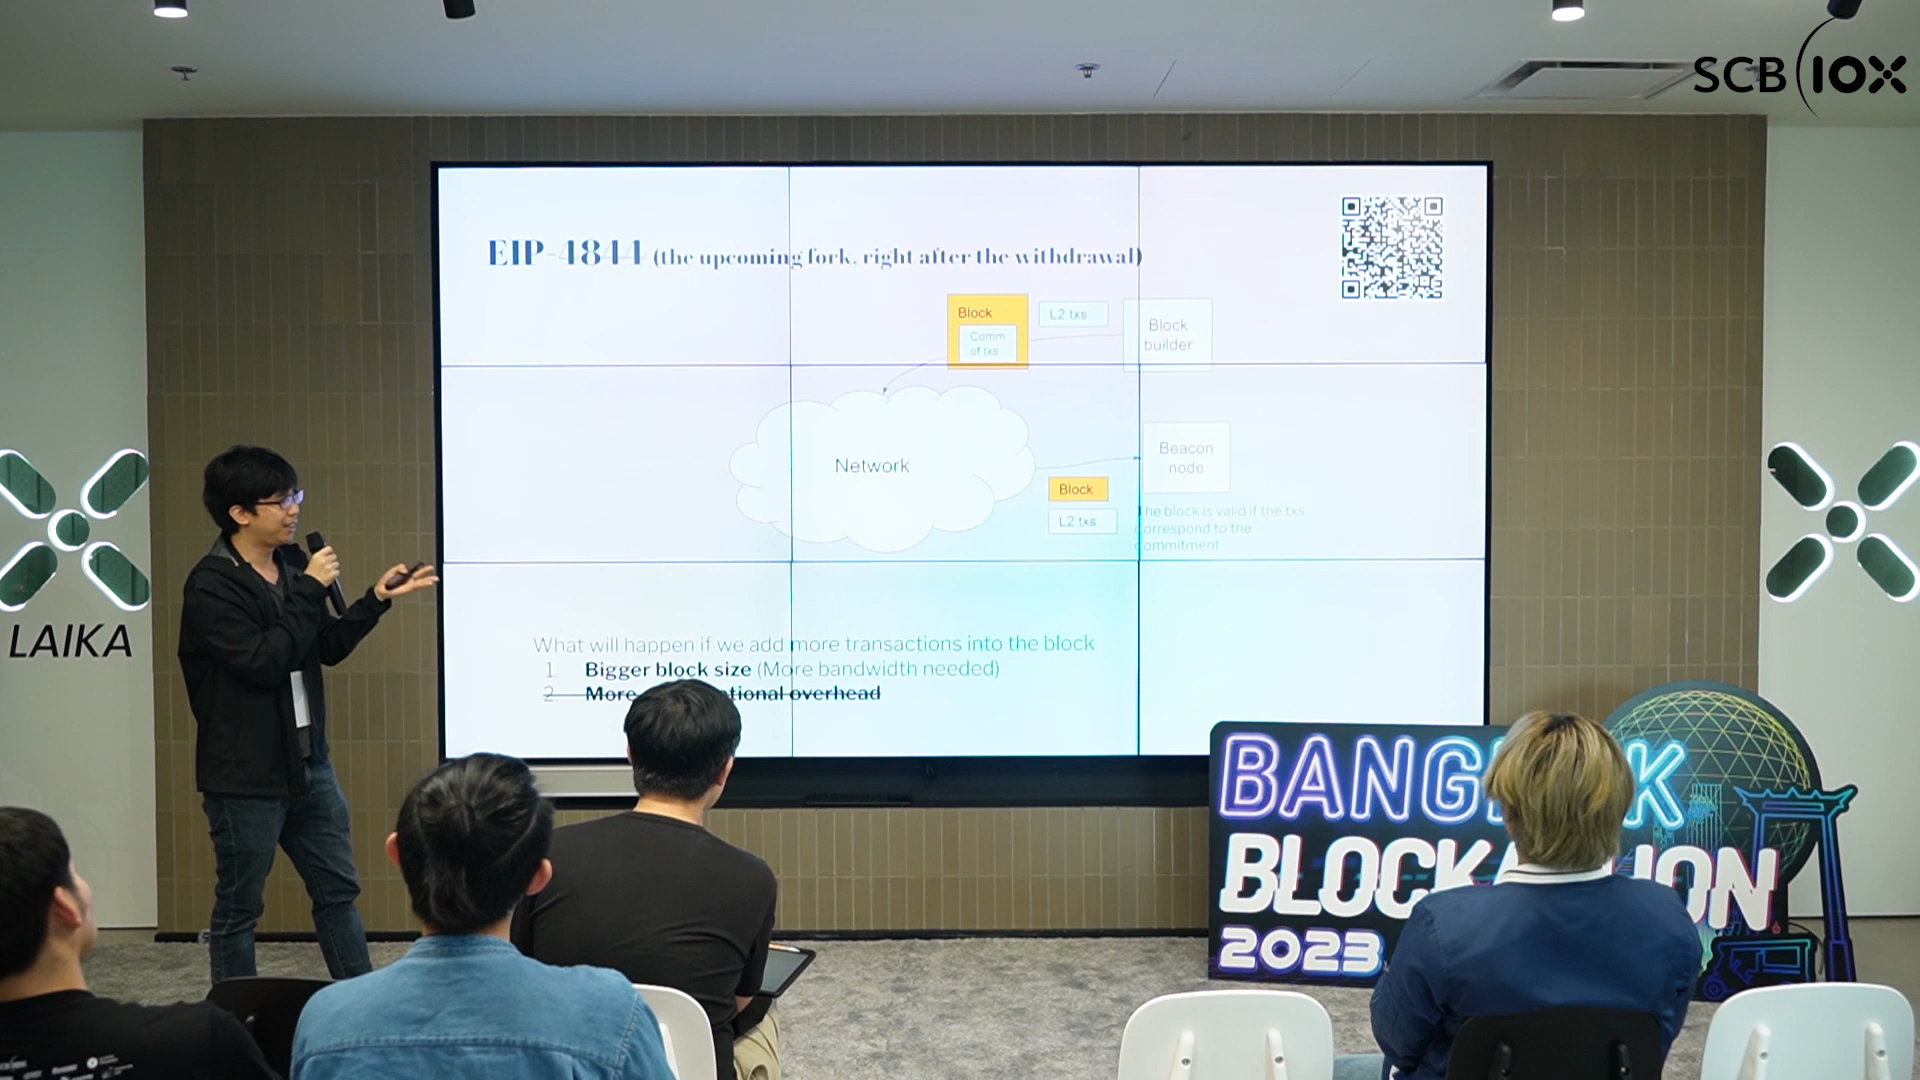 SCB 10X
EIP-4844 (the upcoming fork, right after the withdrawal)
Block
Comm
of txs
L2 txs
Block
builder
Network
Beacon
node
Block
L2 txs
The block is valid if the txs
correspond to the
commitment
What will happen if we add more transactions into the block
1. Bigger block size (More bandwidth needed)
2. More tional overhead
LAIKA
BANG K
BLOCK ON
2023